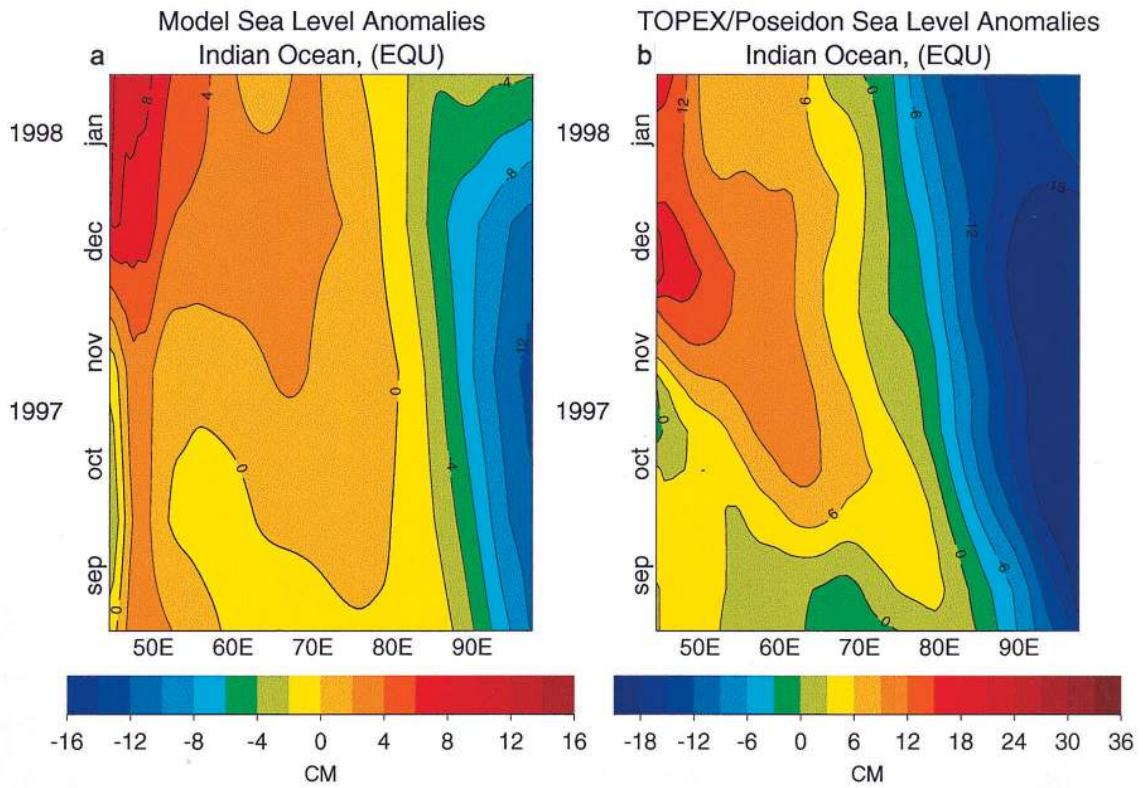 Model Sea Level Anomalies
a Indian Ocean, (EQU)
TOPEX/Poseidon Sea Level Anomalies
b Indian Ocean, (EQU)
1998
jan
dec
nov
1997
oct
sep
8
4
-4
-8
-12
0
0
-4
0
50E 60E 70E 80E 90E
-16 -12 -8 -4 0 4 8 12 16
CM
1998
jan
dec
nov
1997
oct
sep
12
6
0
-6
-12
0
6
0
-6
0
50E 60E 70E 80E 90E
-18 -12 -6 0 6 12 18 24 30 36
CM